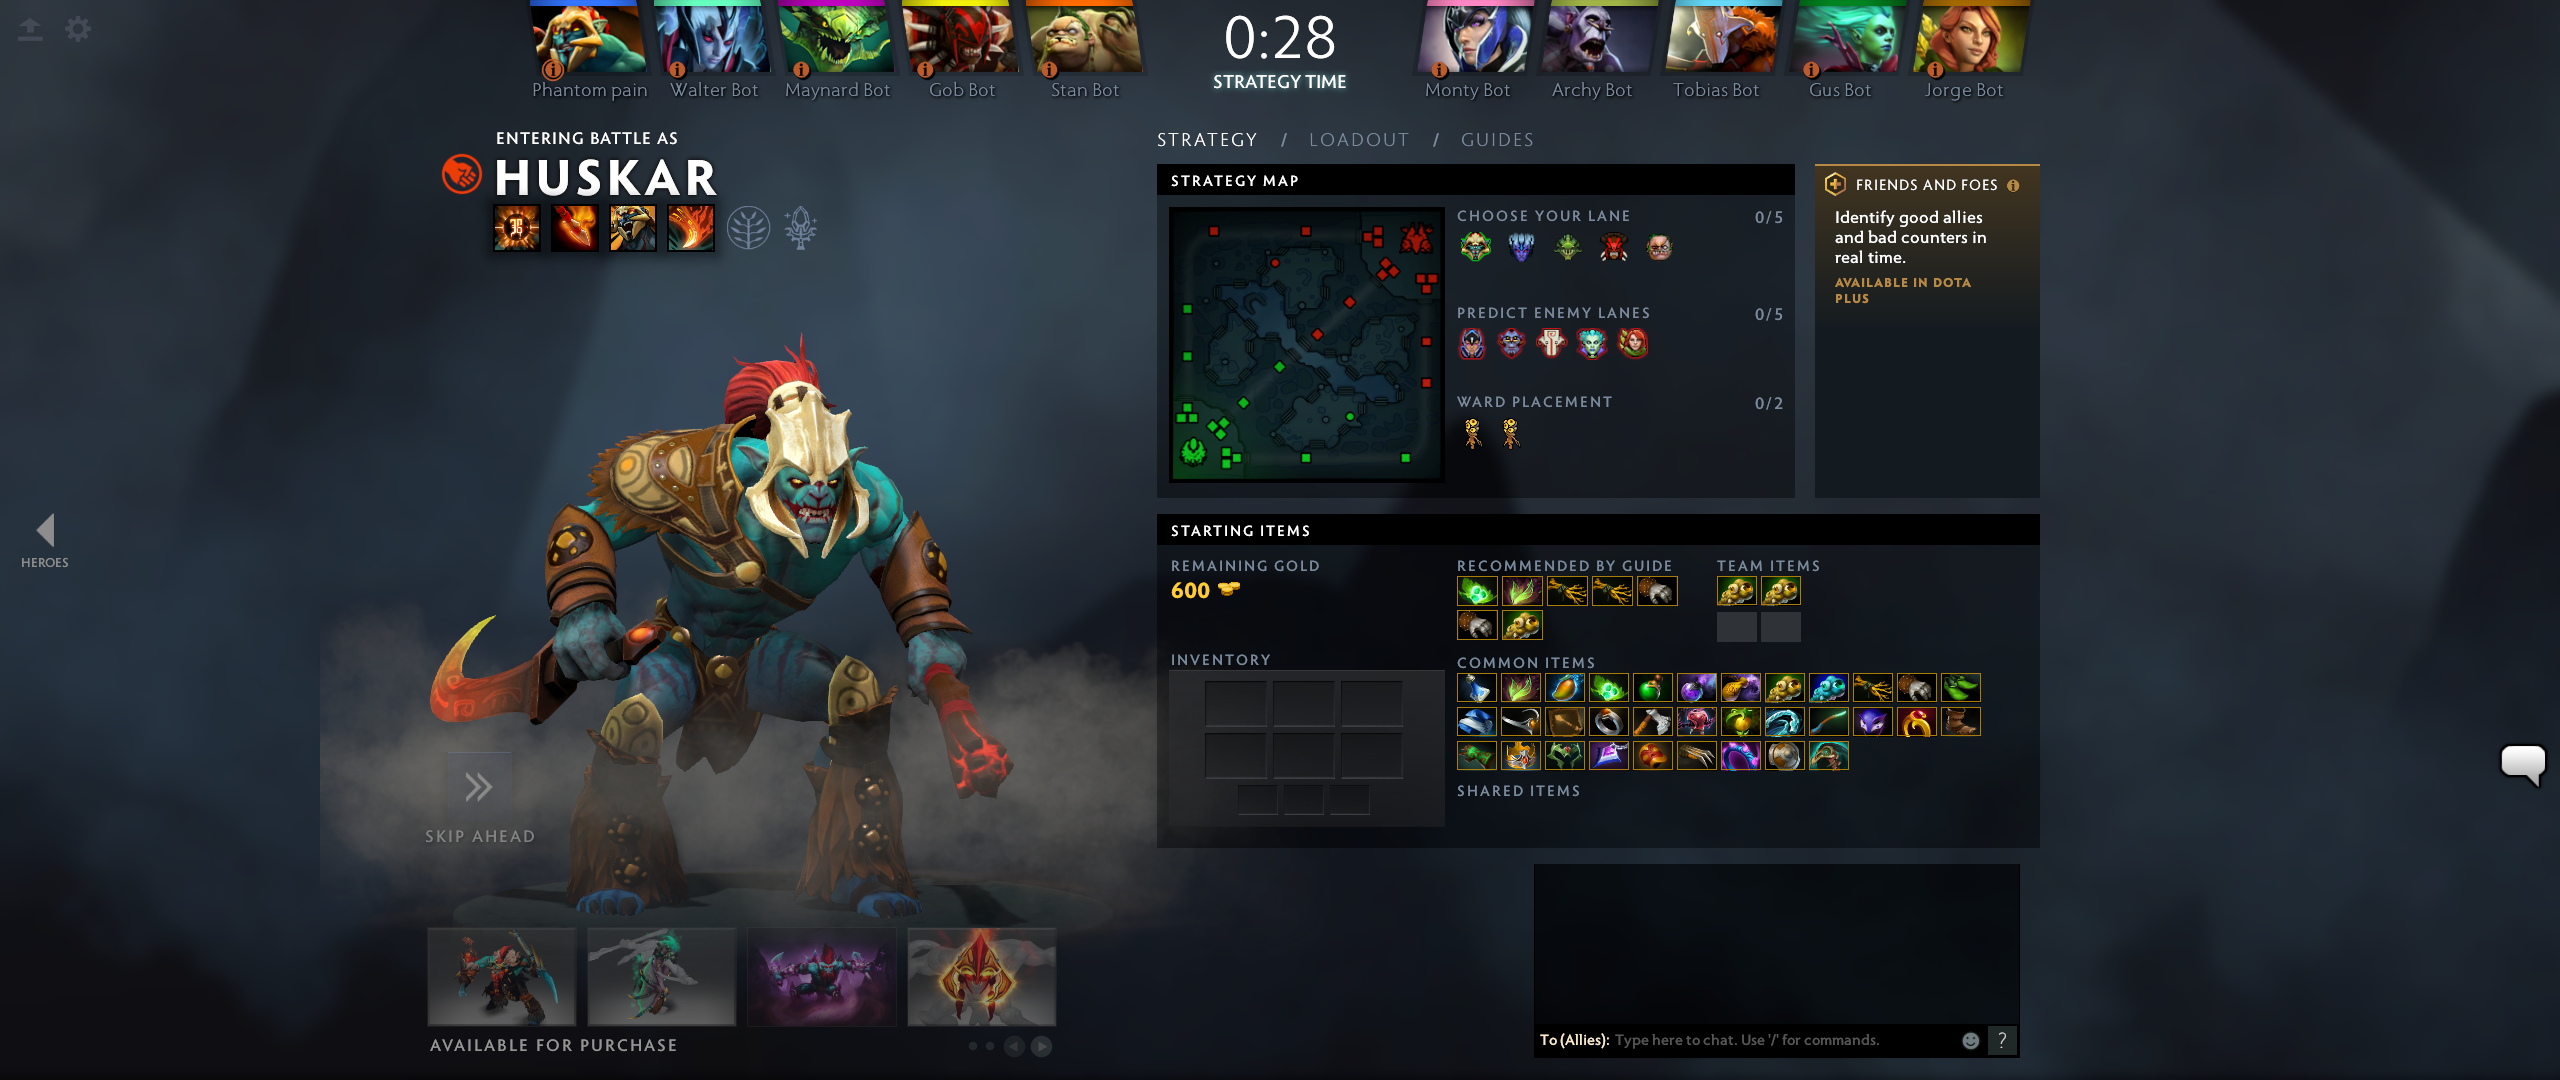 0:28
STRATEGY TIME
Phantom pain
Walter Bot
Maynard Bot
Gob Bot
Stan Bot
Monty Bot
Archy Bot
Tobias Bot
Gus Bot
Jorge Bot
ENTERING BATTLE AS
HUSKAR
STRATEGY / LOADOUT / GUIDES
STRATEGY MAP
CHOOSE YOUR LANE 0/5
PREDICT ENEMY LANES 0/5
WARD PLACEMENT 0/2
FRIENDS AND FOES
Identify good allies
and bad counters in
real time.
AVAILABLE IN DOTA
PLUS
HEROES
STARTING ITEMS
REMAINING GOLD
600
RECOMMENDED BY GUIDE
TEAM ITEMS
INVENTORY
COMMON ITEMS
SHARED ITEMS
SKIP AHEAD
AVAILABLE FOR PURCHASE
To (Allies): Type here to chat. Use '/' for commands.
?